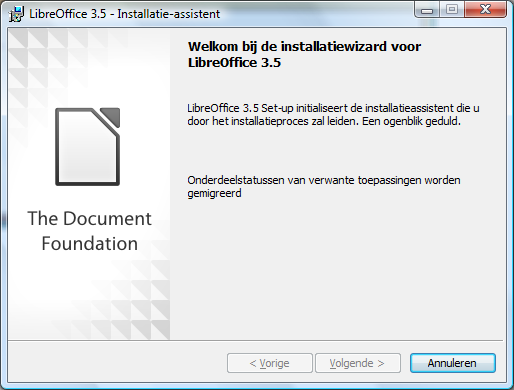 LibreOffice 3.5 - Installatie-assistent
Welkom bij de installatiewizard voor
LibreOffice 3.5
LibreOffice 3.5 Set-up initialiseert de installatieassistent die u
door het installatieproces zal leiden. Een ogenblik geduld.
Onderdeelstatussen van verwante toepassingen worden
gemigreerd
The Document
Foundation
< Vorige
Volgende >
Annuleren